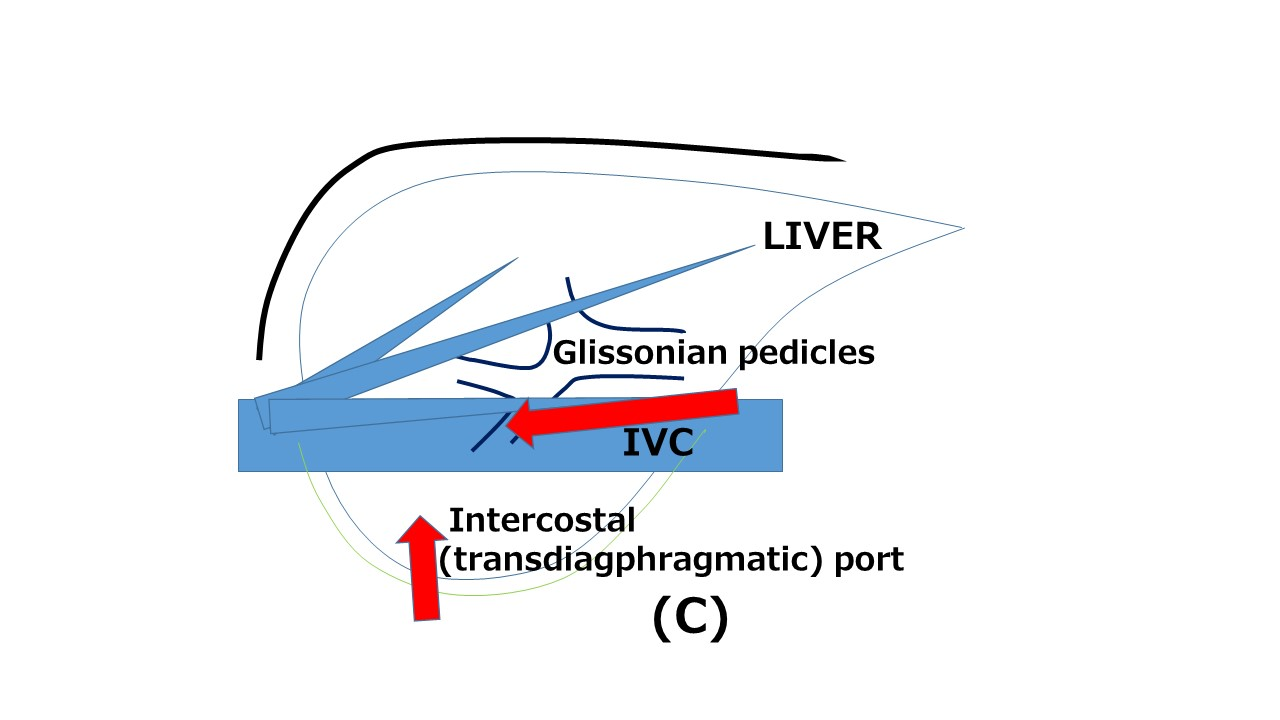 LIVER
Glissonian pedicles
IVC
Intercostal
(transdiagphragmatic) port
(C)